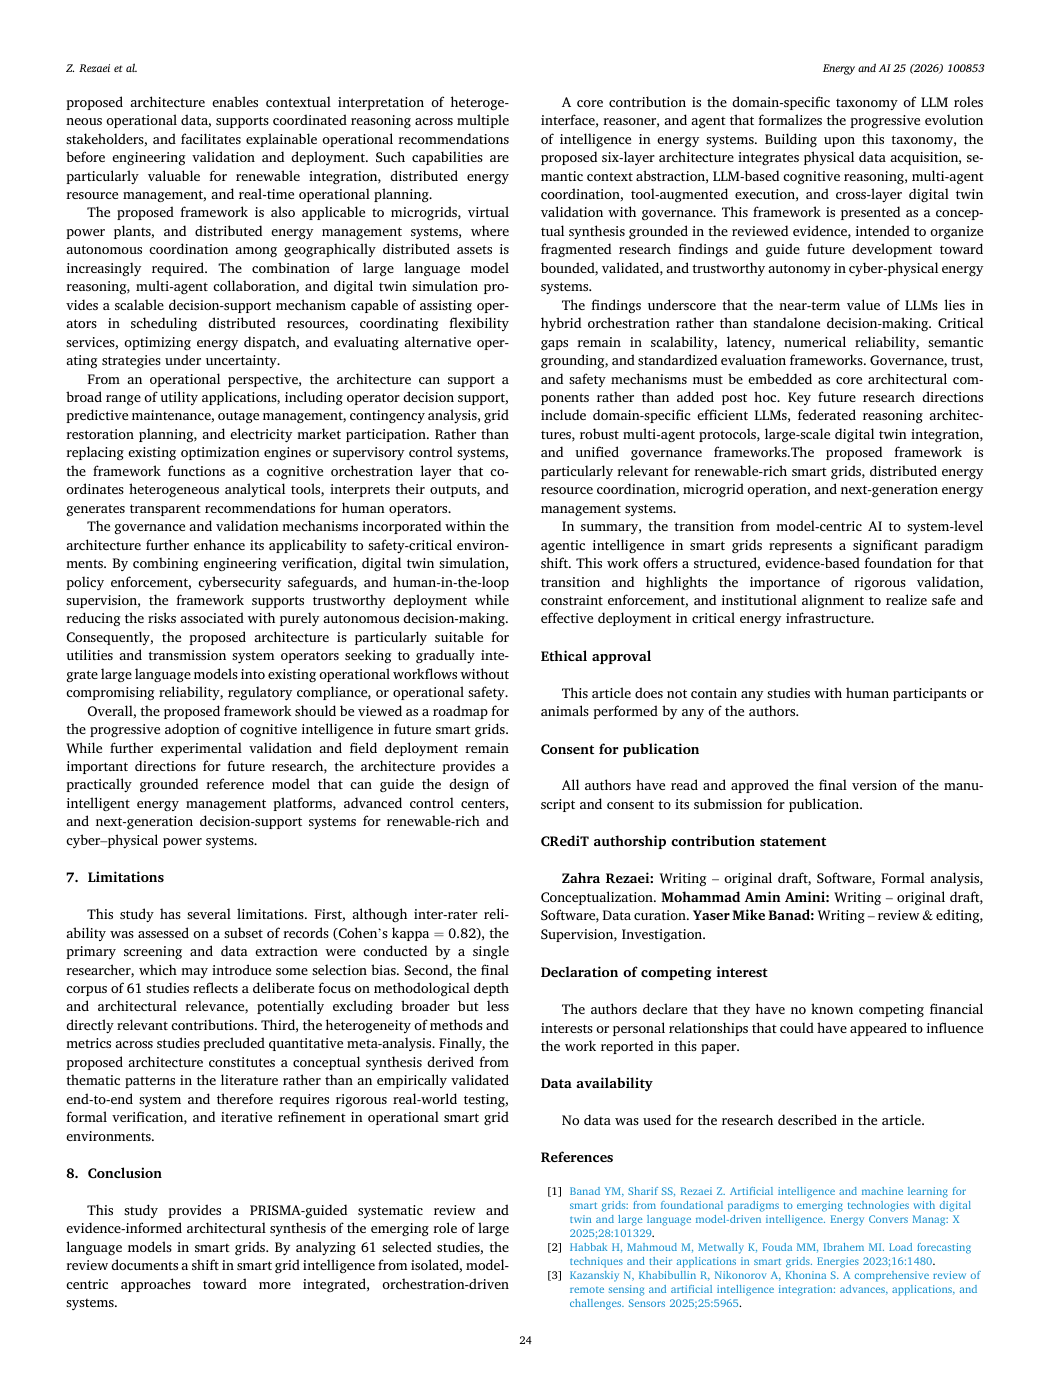 Z. Rezaei et al.
Energy and AI 25 (2026) 100853
proposed architecture enables contextual interpretation of heteroge-
neous operational data, supports coordinated reasoning across multiple
stakeholders, and facilitates explainable operational recommendations
before engineering validation and deployment. Such capabilities are
particularly valuable for renewable integration, distributed energy
resource management, and real-time operational planning.
The proposed framework is also applicable to microgrids, virtual
power plants, and distributed energy management systems, where
autonomous coordination among geographically distributed assets is
increasingly required. The combination of large language model
reasoning, multi-agent collaboration, and digital twin simulation pro-
vides a scalable decision-support mechanism capable of assisting oper-
ators in scheduling distributed resources, coordinating flexibility
services, optimizing energy dispatch, and evaluating alternative oper-
ating strategies under uncertainty.
From an operational perspective, the architecture can support a
broad range of utility applications, including operator decision support,
predictive maintenance, outage management, contingency analysis, grid
restoration planning, and electricity market participation. Rather than
replacing existing optimization engines or supervisory control systems,
the framework functions as a cognitive orchestration layer that co-
ordinates heterogeneous analytical tools, interprets their outputs, and
generates transparent recommendations for human operators.
The governance and validation mechanisms incorporated within the
architecture further enhance its applicability to safety-critical environ-
ments. By combining engineering verification, digital twin simulation,
policy enforcement, cybersecurity safeguards, and human-in-the-loop
supervision, the framework supports trustworthy deployment while
reducing the risks associated with purely autonomous decision-making.
Consequently, the proposed architecture is particularly suitable for
utilities and transmission system operators seeking to gradually inte-
grate large language models into existing operational workflows without
compromising reliability, regulatory compliance, or operational safety.
Overall, the proposed framework should be viewed as a roadmap for
the progressive adoption of cognitive intelligence in future smart grids.
While further experimental validation and field deployment remain
important directions for future research, the architecture provides a
practically grounded reference model that can guide the design of
intelligent energy management platforms, advanced control centers,
and next-generation decision-support systems for renewable-rich and
cyber–physical power systems.
7. Limitations
This study has several limitations. First, although inter-rater reli-
ability was assessed on a subset of records (Cohen's kappa = 0.82), the
primary screening and data extraction were conducted by a single
researcher, which may introduce some selection bias. Second, the final
corpus of 61 studies reflects a deliberate focus on methodological depth
and architectural relevance, potentially excluding broader but less
directly relevant contributions. Third, the heterogeneity of methods and
metrics across studies precluded quantitative meta-analysis. Finally, the
proposed architecture constitutes a conceptual synthesis derived from
thematic patterns in the literature rather than an empirically validated
end-to-end system and therefore requires rigorous real-world testing,
formal verification, and iterative refinement in operational smart grid
environments.
8. Conclusion
This study provides a PRISMA-guided systematic review and
evidence-informed architectural synthesis of the emerging role of large
language models in smart grids. By analyzing 61 selected studies, the
review documents a shift in smart grid intelligence from isolated, model-
centric approaches toward more integrated, orchestration-driven
systems.
A core contribution is the domain-specific taxonomy of LLM roles
interface, reasoner, and agent that formalizes the progressive evolution
of intelligence in energy systems. Building upon this taxonomy, the
proposed six-layer architecture integrates physical data acquisition, se-
mantic context abstraction, LLM-based cognitive reasoning, multi-agent
coordination, tool-augmented execution, and cross-layer digital twin
validation with governance. This framework is presented as a concep-
tual synthesis grounded in the reviewed evidence, intended to organize
fragmented research findings and guide future development toward
bounded, validated, and trustworthy autonomy in cyber-physical energy
systems.
The findings underscore that the near-term value of LLMs lies in
hybrid orchestration rather than standalone decision-making. Critical
gaps remain in scalability, latency, numerical reliability, semantic
grounding, and standardized evaluation frameworks. Governance, trust,
and safety mechanisms must be embedded as core architectural com-
ponents rather than added post hoc. Key future research directions
include domain-specific efficient LLMs, federated reasoning architec-
tures, robust multi-agent protocols, large-scale digital twin integration,
and unified governance frameworks.The proposed framework is
particularly relevant for renewable-rich smart grids, distributed energy
resource coordination, microgrid operation, and next-generation energy
management systems.
In summary, the transition from model-centric AI to system-level
agentic intelligence in smart grids represents a significant paradigm
shift. This work offers a structured, evidence-based foundation for that
transition and highlights the importance of rigorous validation,
constraint enforcement, and institutional alignment to realize safe and
effective deployment in critical energy infrastructure.
Ethical approval
This article does not contain any studies with human participants or
animals performed by any of the authors.
Consent for publication
All authors have read and approved the final version of the manu-
script and consent to its submission for publication.
CRediT authorship contribution statement
Zahra Rezaei: Writing – original draft, Software, Formal analysis,
Conceptualization. Mohammad Amin Amini: Writing – original draft,
Software, Data curation. Yaser Mike Banad: Writing – review & editing,
Supervision, Investigation.
Declaration of competing interest
The authors declare that they have no known competing financial
interests or personal relationships that could have appeared to influence
the work reported in this paper.
Data availability
No data was used for the research described in the article.
References
[1] Banad YM, Sharif SS, Rezaei Z. Artificial intelligence and machine learning for
smart grids: from foundational paradigms to emerging technologies with digital
twin and large language model-driven intelligence. Energy Convers Manag: X
2025;28:101329.
[2] Habbak H, Mahmoud M, Metwally K, Fouda MM, Ibrahem MI. Load forecasting
techniques and their applications in smart grids. Energies 2023;16:1480.
[3] Kazanskiy N, Khabibullin R, Nikonorov A, Khonina S. A comprehensive review of
remote sensing and artificial intelligence integration: advances, applications, and
challenges. Sensors 2025;25:5965.
24